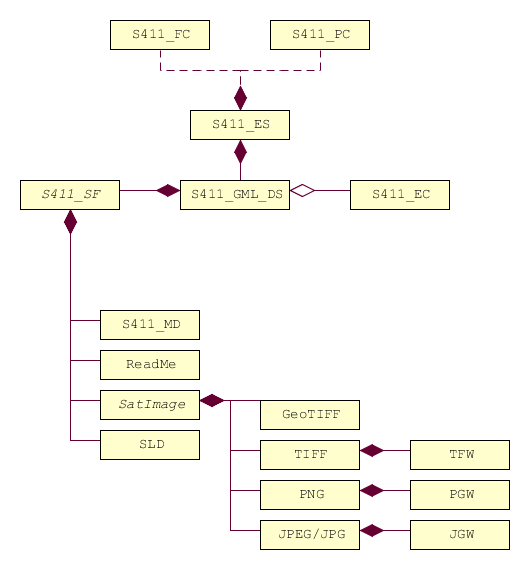 S411_FC
S411_PC
S411_ES
S411_SF
S411_GML_DS
S411_EC
S411_MD
ReadMe
SatImage
GeoTIFF
SLD
TIFF
TFW
PNG
PGW
JPEG/JPG
JGW